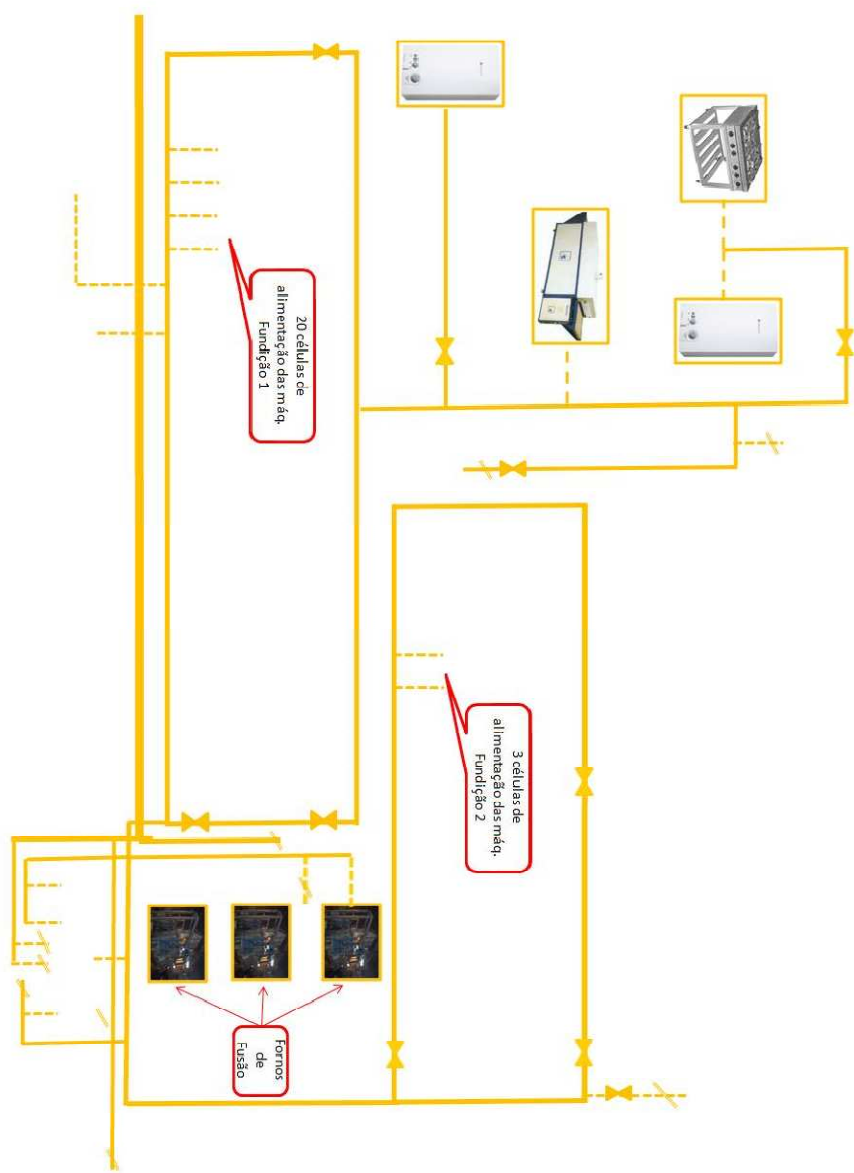 20 células de
alimentação das máq.
Fundição 1
3 células de
alimentação das máq.
Fundição 2
Fornos
de
Fusão